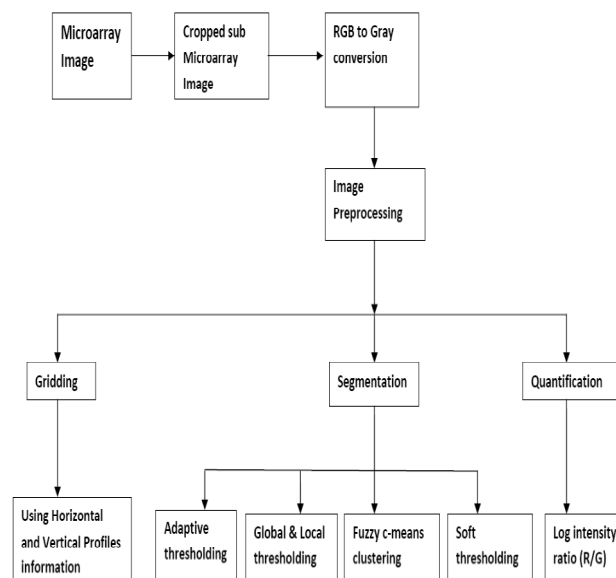 Microarray
Image
Cropped sub
Microarray
Image
RGB to Gray
conversion
Image
Preprocessing
Gridding
Segmentation
Quantification
Using Horizontal
and Vertical Profiles
information
Adaptive
thresholding
Global & Local
thresholding
Fuzzy c-means
clustering
Soft
thresholding
Log intensity
ratio (R/G)